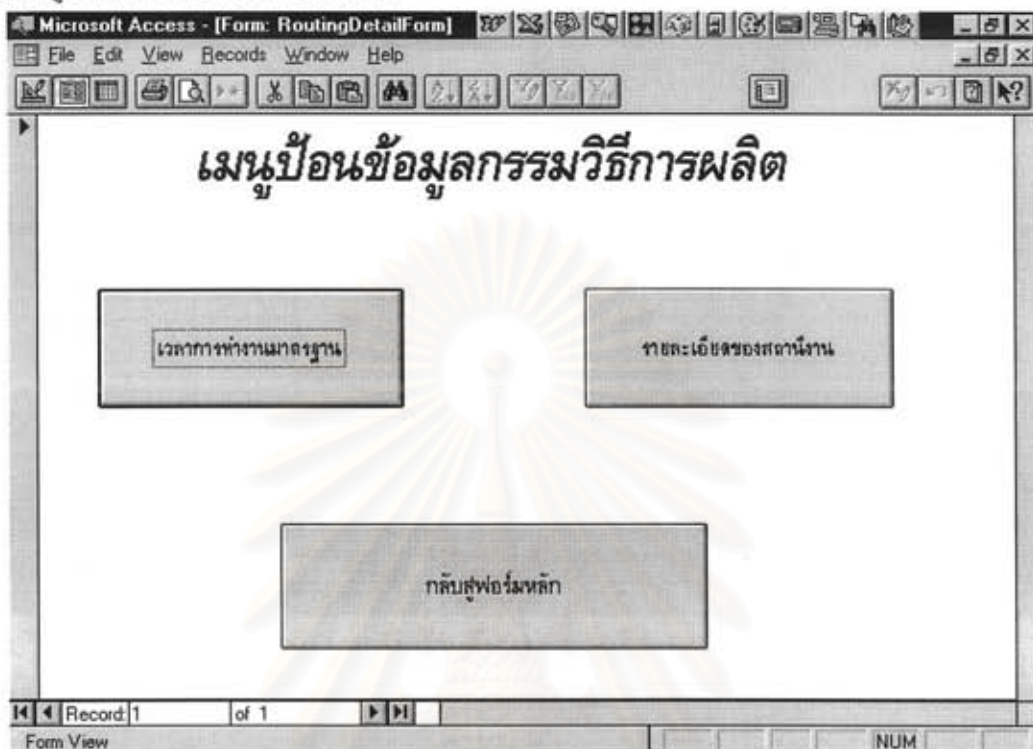 Microsoft Access - [Form: RoutingDetailForm]
File Edit View Records Window Help
เมนูป้อนข้อมูลกรรมวิธีการผลิต
เวลาการทำงานมาตรฐาน
รายละเอียดของสถานีงาน
กลับสู่ฟอร์มหลัก
Record: 1 of 1
Form View NUM